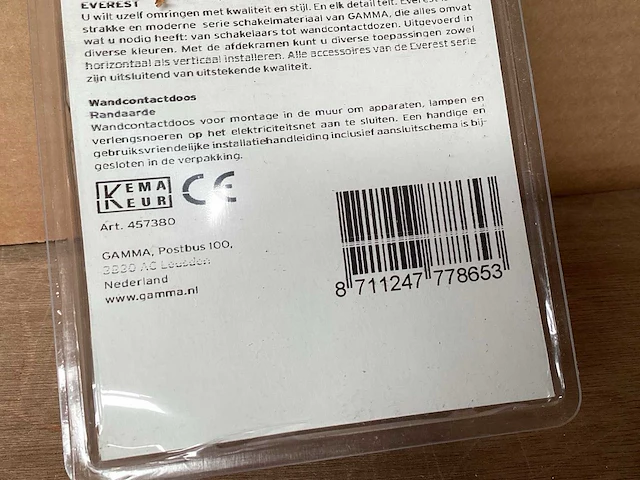 EVEREST
U wilt uzelf omringen met kwaliteit en stijl. En elk detail telt. Everest is
strakke en moderne serie schakelmateriaal van GAMMA, die alles omvat
wat u nodig heeft: van schakelaars tot wandcontactdozen. Uitgevoerd in
diverse kleuren. Met de afdekramen kunt u diverse toepassingen zowel
horizontaal als verticaal installeren. Alle accessoires van de Everest serie
zijn uitsluitend van uitstekende kwaliteit.
Wandcontactdoos
Randaarde
Wandcontactdoos voor montage in de muur om apparaten, lampen en
verlengsnoeren op het elektriciteitsnet aan te sluiten. Een handige en
gebruiksvriendelijke installatiehandleiding inclusief aansluitschema is bij-
gesloten in de verpakking.
KEMA
KEUR
CE
Art. 457380
GAMMA, Postbus 100,
3830 AC Leusden
Nederland
www.gamma.nl
8 711247 778653